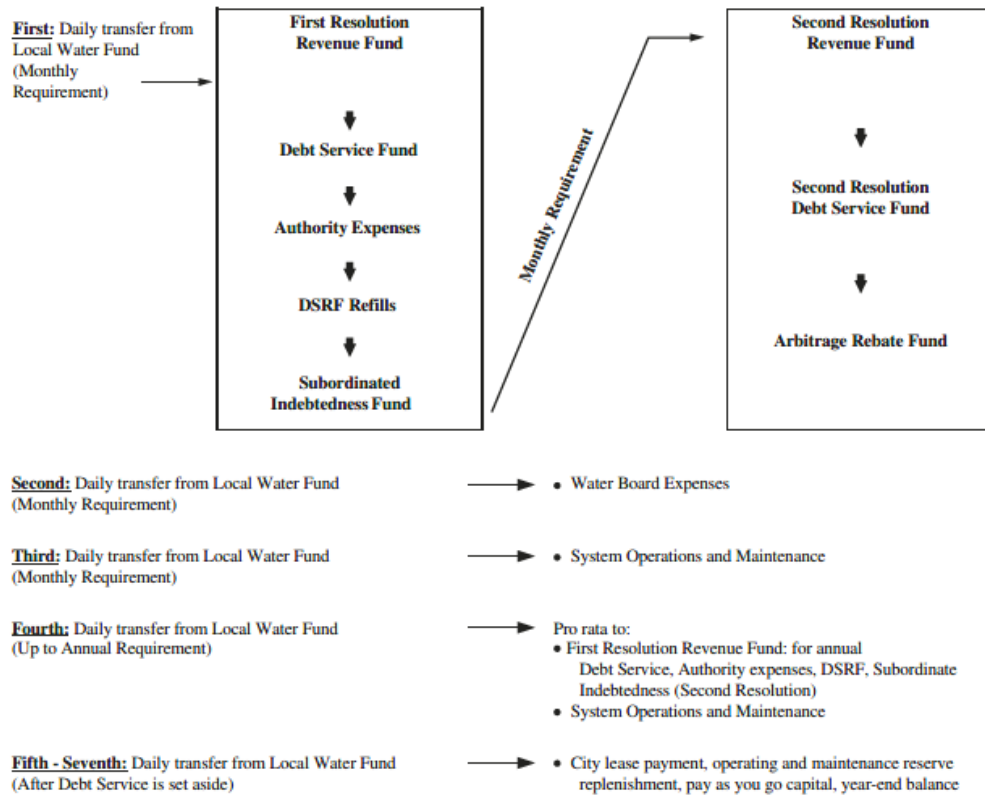 First: Daily transfer from
Local Water Fund
(Monthly
Requirement)
First Resolution
Revenue Fund
Debt Service Fund
Authority Expenses
DSRF Refills
Subordinated
Indebtedness Fund
Monthly Requirement
Second Resolution
Revenue Fund
Second Resolution
Debt Service Fund
Arbitrage Rebate Fund
Second: Daily transfer from Local Water Fund
(Monthly Requirement)
• Water Board Expenses
Third: Daily transfer from Local Water Fund
(Monthly Requirement)
• System Operations and Maintenance
Fourth: Daily transfer from Local Water Fund
(Up to Annual Requirement)
Pro rata to:
• First Resolution Revenue Fund: for annual
Debt Service, Authority expenses, DSRF, Subordinate
Indebtedness (Second Resolution)
• System Operations and Maintenance
Fifth - Seventh: Daily transfer from Local Water Fund
(After Debt Service is set aside)
• City lease payment, operating and maintenance reserve
replenishment, pay as you go capital, year-end balance